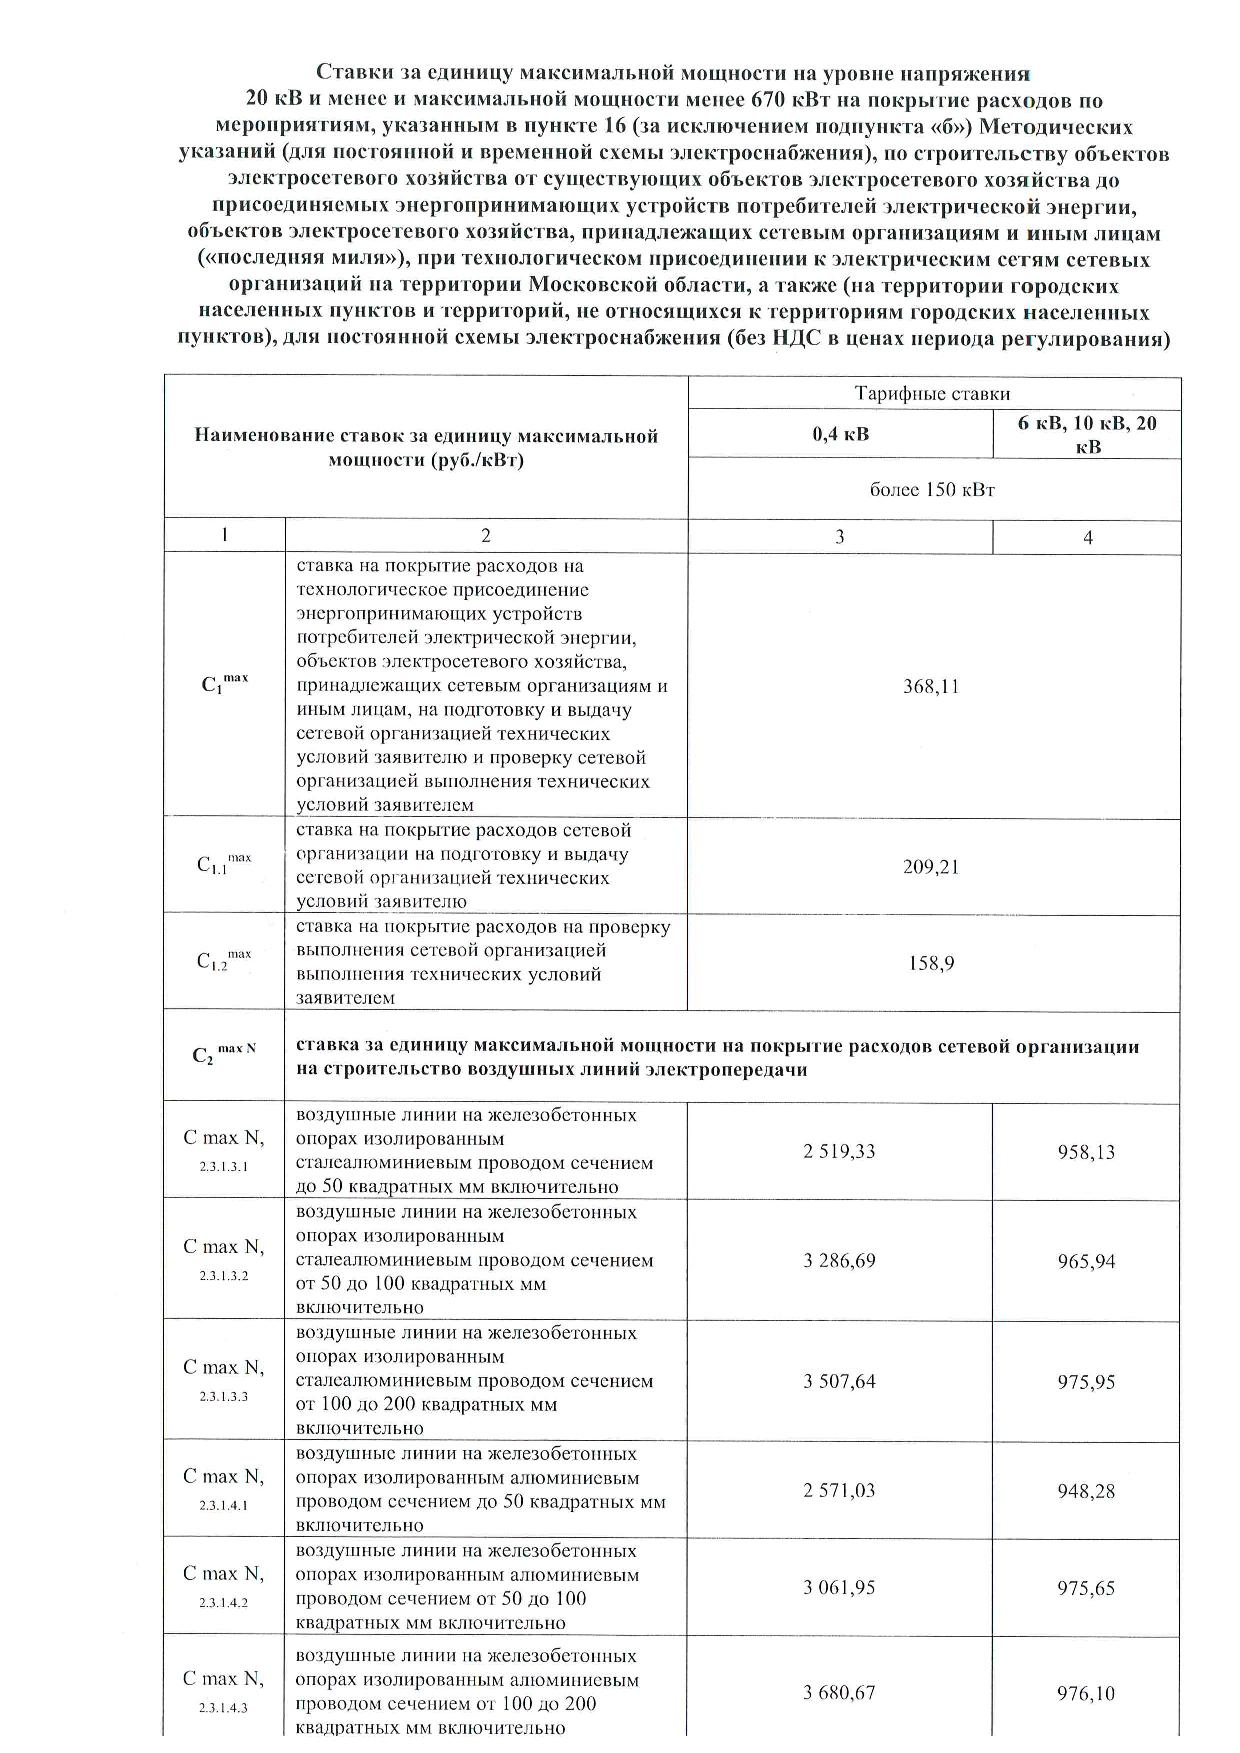 Ставки за единицу максимальной мощности на уровне напряжения
20 кВ и менее и максимальной мощности менее 670 кВт на покрытие расходов по
мероприятиям, указанным в пункте 16 (за исключением подпункта «б») Методических
указаний (для постоянной и временной схемы электроснабжения), по строительству объектов
электросетевого хозяйства от существующих объектов электросетевого хозяйства до
присоединяемых энергопринимающих устройств потребителей электрической энергии,
объектов электросетевого хозяйства, принадлежащих сетевым организациям и иным лицам
(«последняя миля»), при технологическом присоединении к электрическим сетям сетевых
организаций на территории Московской области, а также (на территории городских
населенных пунктов и территорий, не относящихся к территориям городских населенных
пунктов), для постоянной схемы электроснабжения (без НДС в ценах периода регулирования)
Наименование ставок за единицу максимальной
мощности (руб./кВт)
Тарифные ставки
0,4 кВ
6 кВ, 10 кВ, 20
кВ
более 150 кВт
1 2 3 4
C1 max
ставка на покрытие расходов на
технологическое присоединение
энергопринимающих устройств
потребителей электрической энергии,
объектов электросетевого хозяйства,
принадлежащих сетевым организациям и
иным лицам, на подготовку и выдачу
сетевой организацией технических
условий заявителю и проверку сетевой
организацией выполнения технических
условий заявителем
368,11
C1.1 max
ставка на покрытие расходов сетевой
организации на подготовку и выдачу
сетевой организацией технических
условий заявителю
209,21
C1.2 max
ставка на покрытие расходов на проверку
выполнения сетевой организацией
выполнения технических условий
заявителем
158,9
C2 max N
ставка за единицу максимальной мощности на покрытие расходов сетевой организации
на строительство воздушных линий электропередачи
C max N,
2.3.1.3.1
воздушные линии на железобетонных
опорах изолированным
сталеалюминиевым проводом сечением
до 50 квадратных мм включительно
2 519,33
958,13
C max N,
2.3.1.3.2
воздушные линии на железобетонных
опорах изолированным
сталеалюминиевым проводом сечением
от 50 до 100 квадратных мм
включительно
3 286,69
965,94
C max N,
2.3.1.3.3
воздушные линии на железобетонных
опорах изолированным
сталеалюминиевым проводом сечением
от 100 до 200 квадратных мм
включительно
3 507,64
975,95
C max N,
2.3.1.4.1
воздушные линии на железобетонных
опорах изолированным алюминиевым
проводом сечением до 50 квадратных мм
включительно
2 571,03
948,28
C max N,
2.3.1.4.2
воздушные линии на железобетонных
опорах изолированным алюминиевым
проводом сечением от 50 до 100
квадратных мм включительно
3 061,95
975,65
C max N,
2.3.1.4.3
воздушные линии на железобетонных
опорах изолированным алюминиевым
проводом сечением от 100 до 200
квадратных мм включительно
3 680,67
976,10